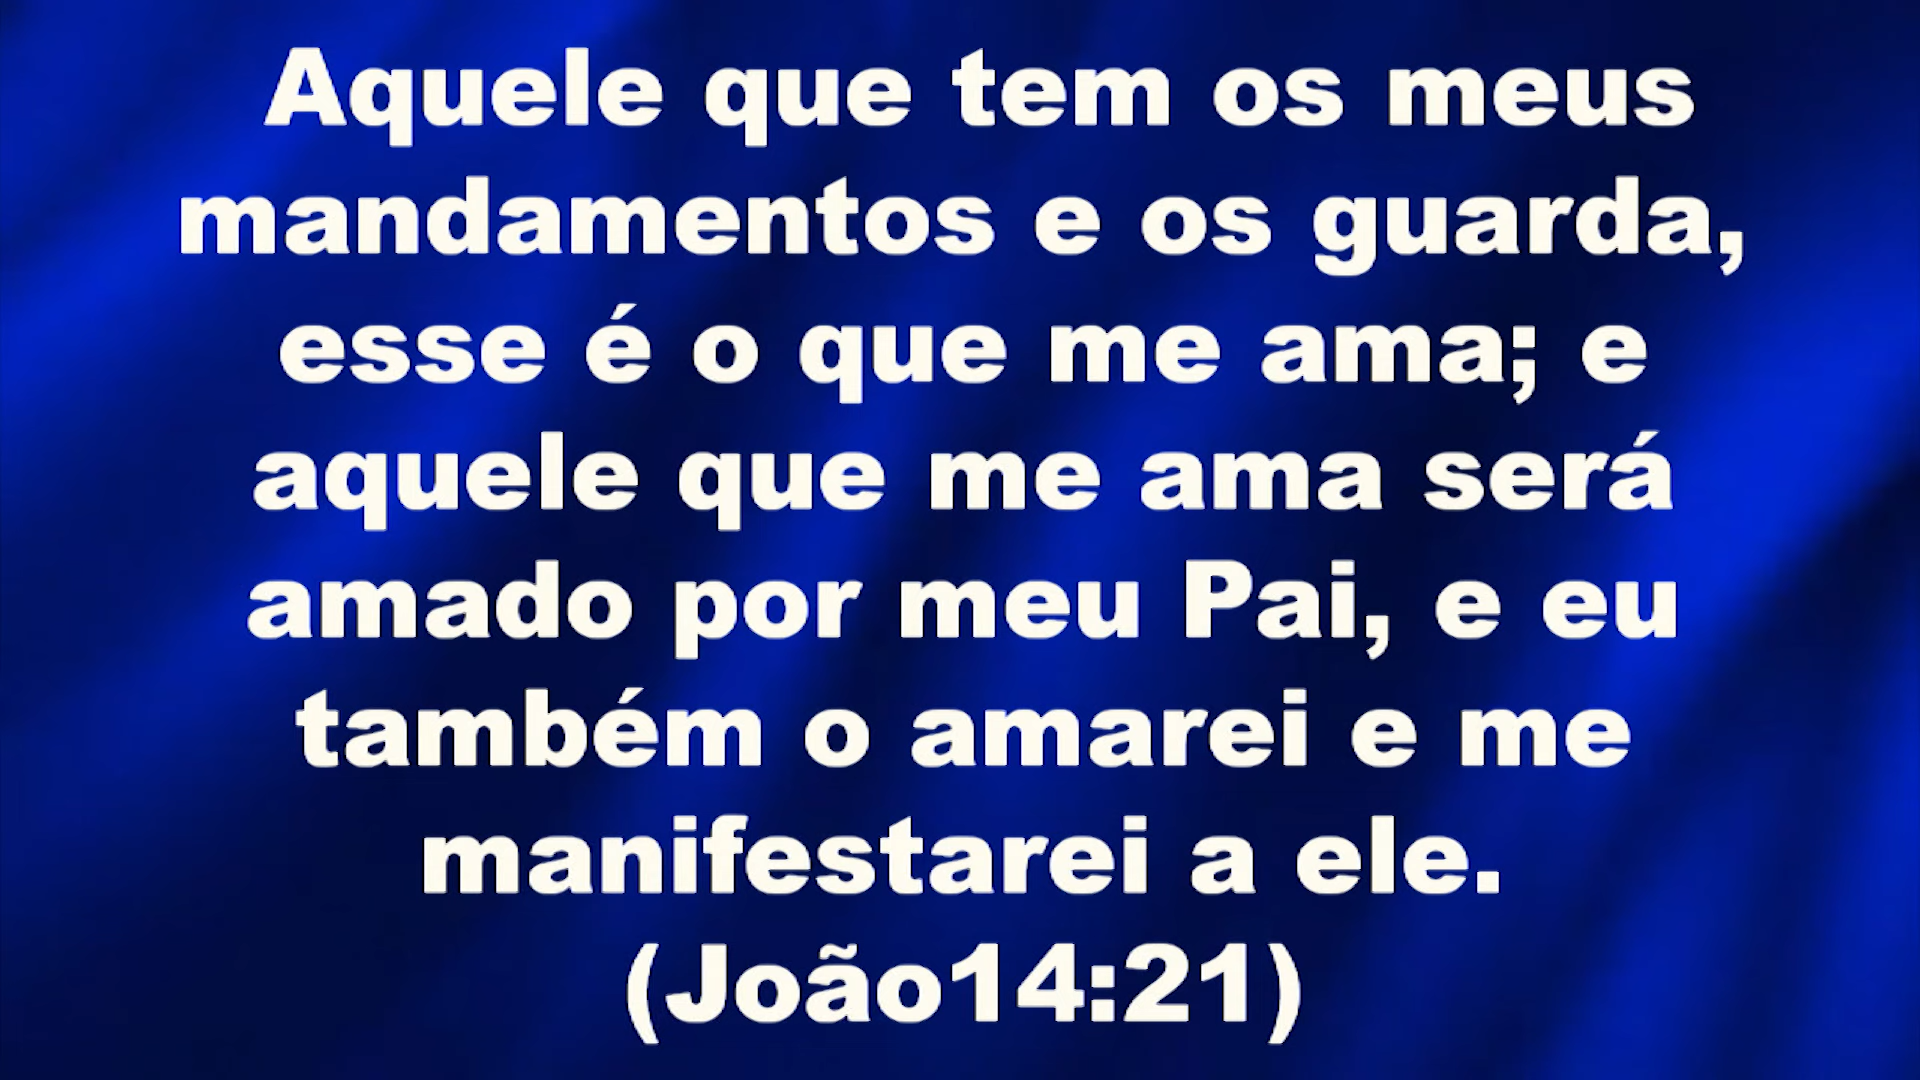 Aquele que tem os meus
mandamentos e os guarda,
esse é o que me ama; e
aquele que me ama será
amado por meu Pai, e eu
também o amarei e me
manifestarei a ele.
(João14:21)